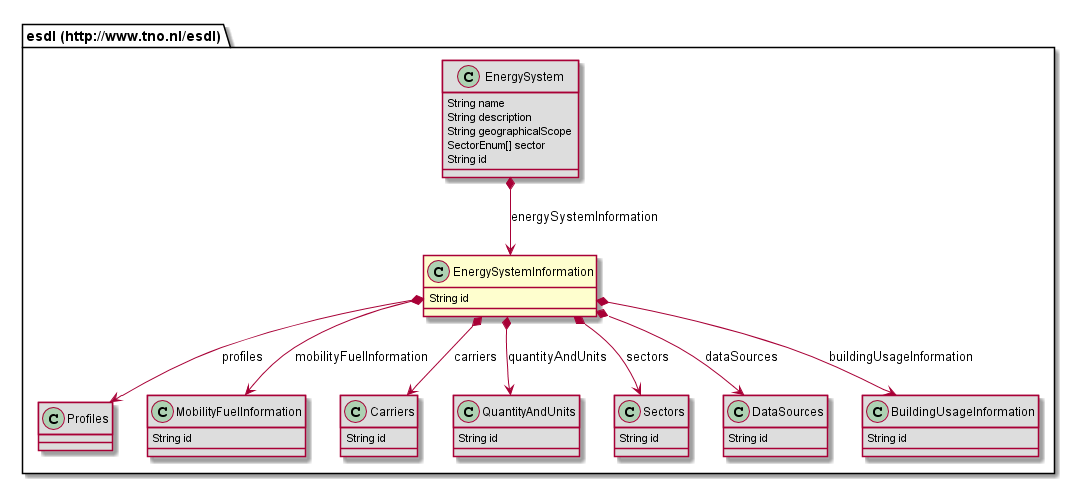 esdl (http://www.tno.nl/esdl)
C EnergySystem
String name
String description
String geographicalScope
SectorEnum[] sector
String id
energySystemInformation
C EnergySystemInformation
String id
profiles
mobilityFuelInformation
carriers
quantityAndUnits
sectors
dataSources
buildingUsageInformation
C Profiles
C MobilityFuelInformation
String id
C Carriers
String id
C QuantityAndUnits
String id
C Sectors
String id
C DataSources
String id
C BuildingUsageInformation
String id